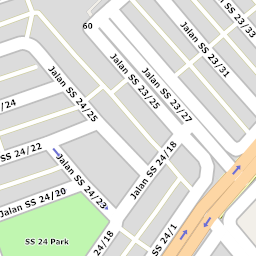 60
Jalan SS 23/33
Jalan SS 23/31
Jalan SS 23/25
Jalan SS 23/27
Jalan SS 24/25
/24
SS 24/22
Jalan SS 24/18
Jalan SS 24/23
Jalan SS 24/20
SS 24 Park
24/18
SS 24/1